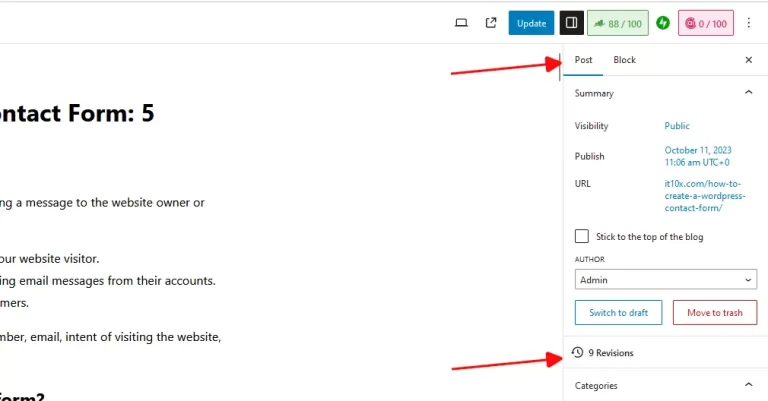 Update
88 / 100
0 / 100
Post
Block
ontact Form: 5
ing a message to the website owner or
our website visitor.
ing email messages from their accounts.
mers.
mber, email, intent of visiting the website,
form?
Summary
Visibility
Public
Publish
October 11, 2023
11:06 am UTC+0
URL
it10x.com/how-to-
create-a-wordpress-
contact-form/
Stick to the top of the blog
AUTHOR
Admin
Switch to draft
Move to trash
9 Revisions
Categories